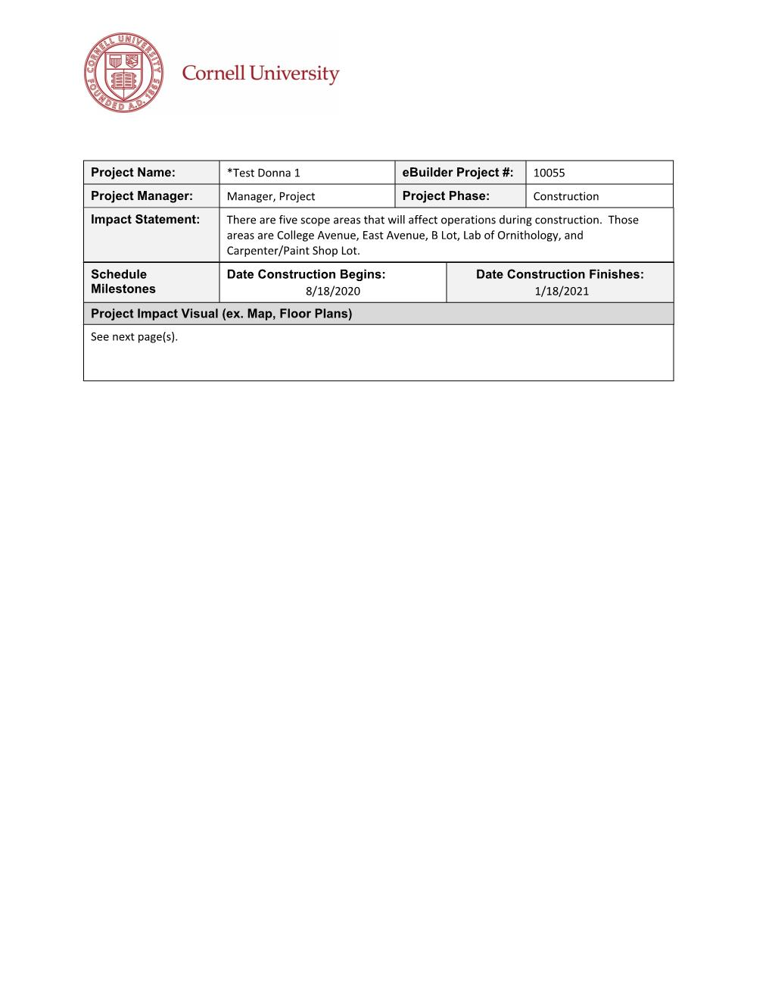 CORNELL UNIVERSITY
FOUNDED A.D. 1865
Cornell University
Project Name: *Test Donna 1 eBuilder Project #: 10055
Project Manager: Manager, Project Project Phase: Construction
Impact Statement: There are five scope areas that will affect operations during construction.  Those
areas are College Avenue, East Avenue, B Lot, Lab of Ornithology, and
Carpenter/Paint Shop Lot.
Schedule
Milestones
Date Construction Begins:
8/18/2020
Date Construction Finishes:
1/18/2021
Project Impact Visual (ex. Map, Floor Plans)
See next page(s).